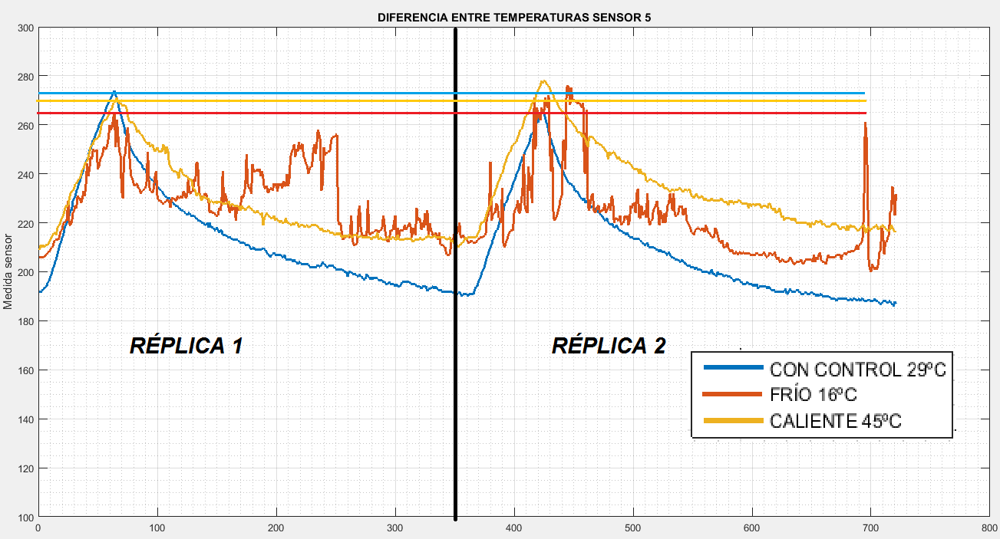 DIFERENCIA ENTRE TEMPERATURAS SENSOR 5
300
280
260
240
220
200
180
160
140
120
100
Medida sensor
RÉPLICA 1
RÉPLICA 2
CON CONTROL 29ºC
FRÍO 16ºC
CALIENTE 45ºC
0 100 200 300 400 500 600 700 800